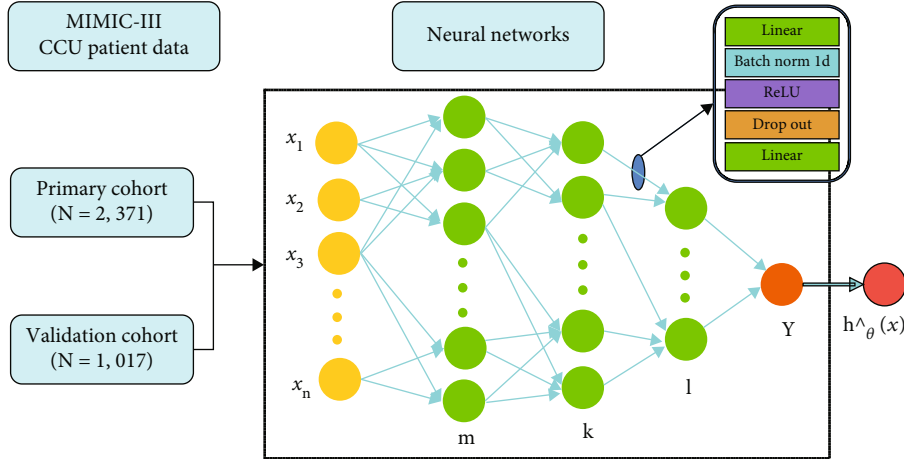 MIMIC-III
CCU patient data
Neural networks
Linear
Batch norm 1d
ReLU
Drop out
Linear
Primary cohort
(N = 2, 371)
Validation cohort
(N = 1, 017)
x1
x2
x3
xn
m
k
l
Y
h^θ(x)